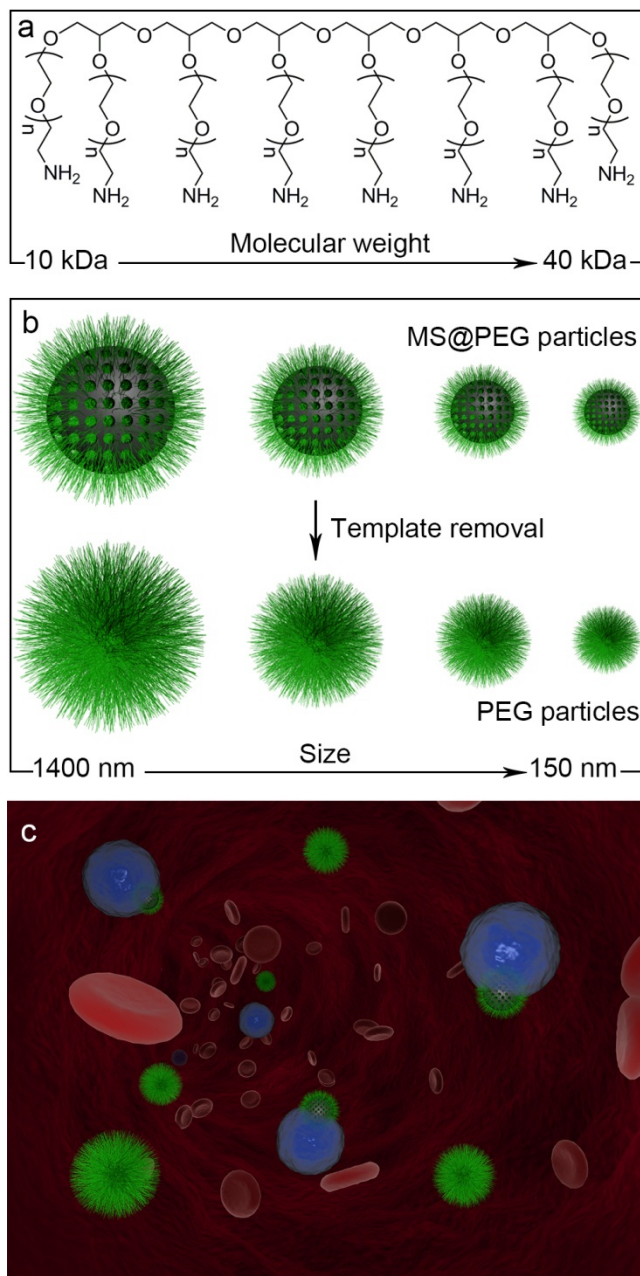 a
O O O O O O O
O O O O O O O O
O O O O O O O O
n n n n n n n n
NH2 NH2 NH2 NH2 NH2 NH2 NH2 NH2
Molecular weight
10 kDa 40 kDa
b
MS@PEG particles
Template removal
PEG particles
Size
1400 nm 150 nm
c